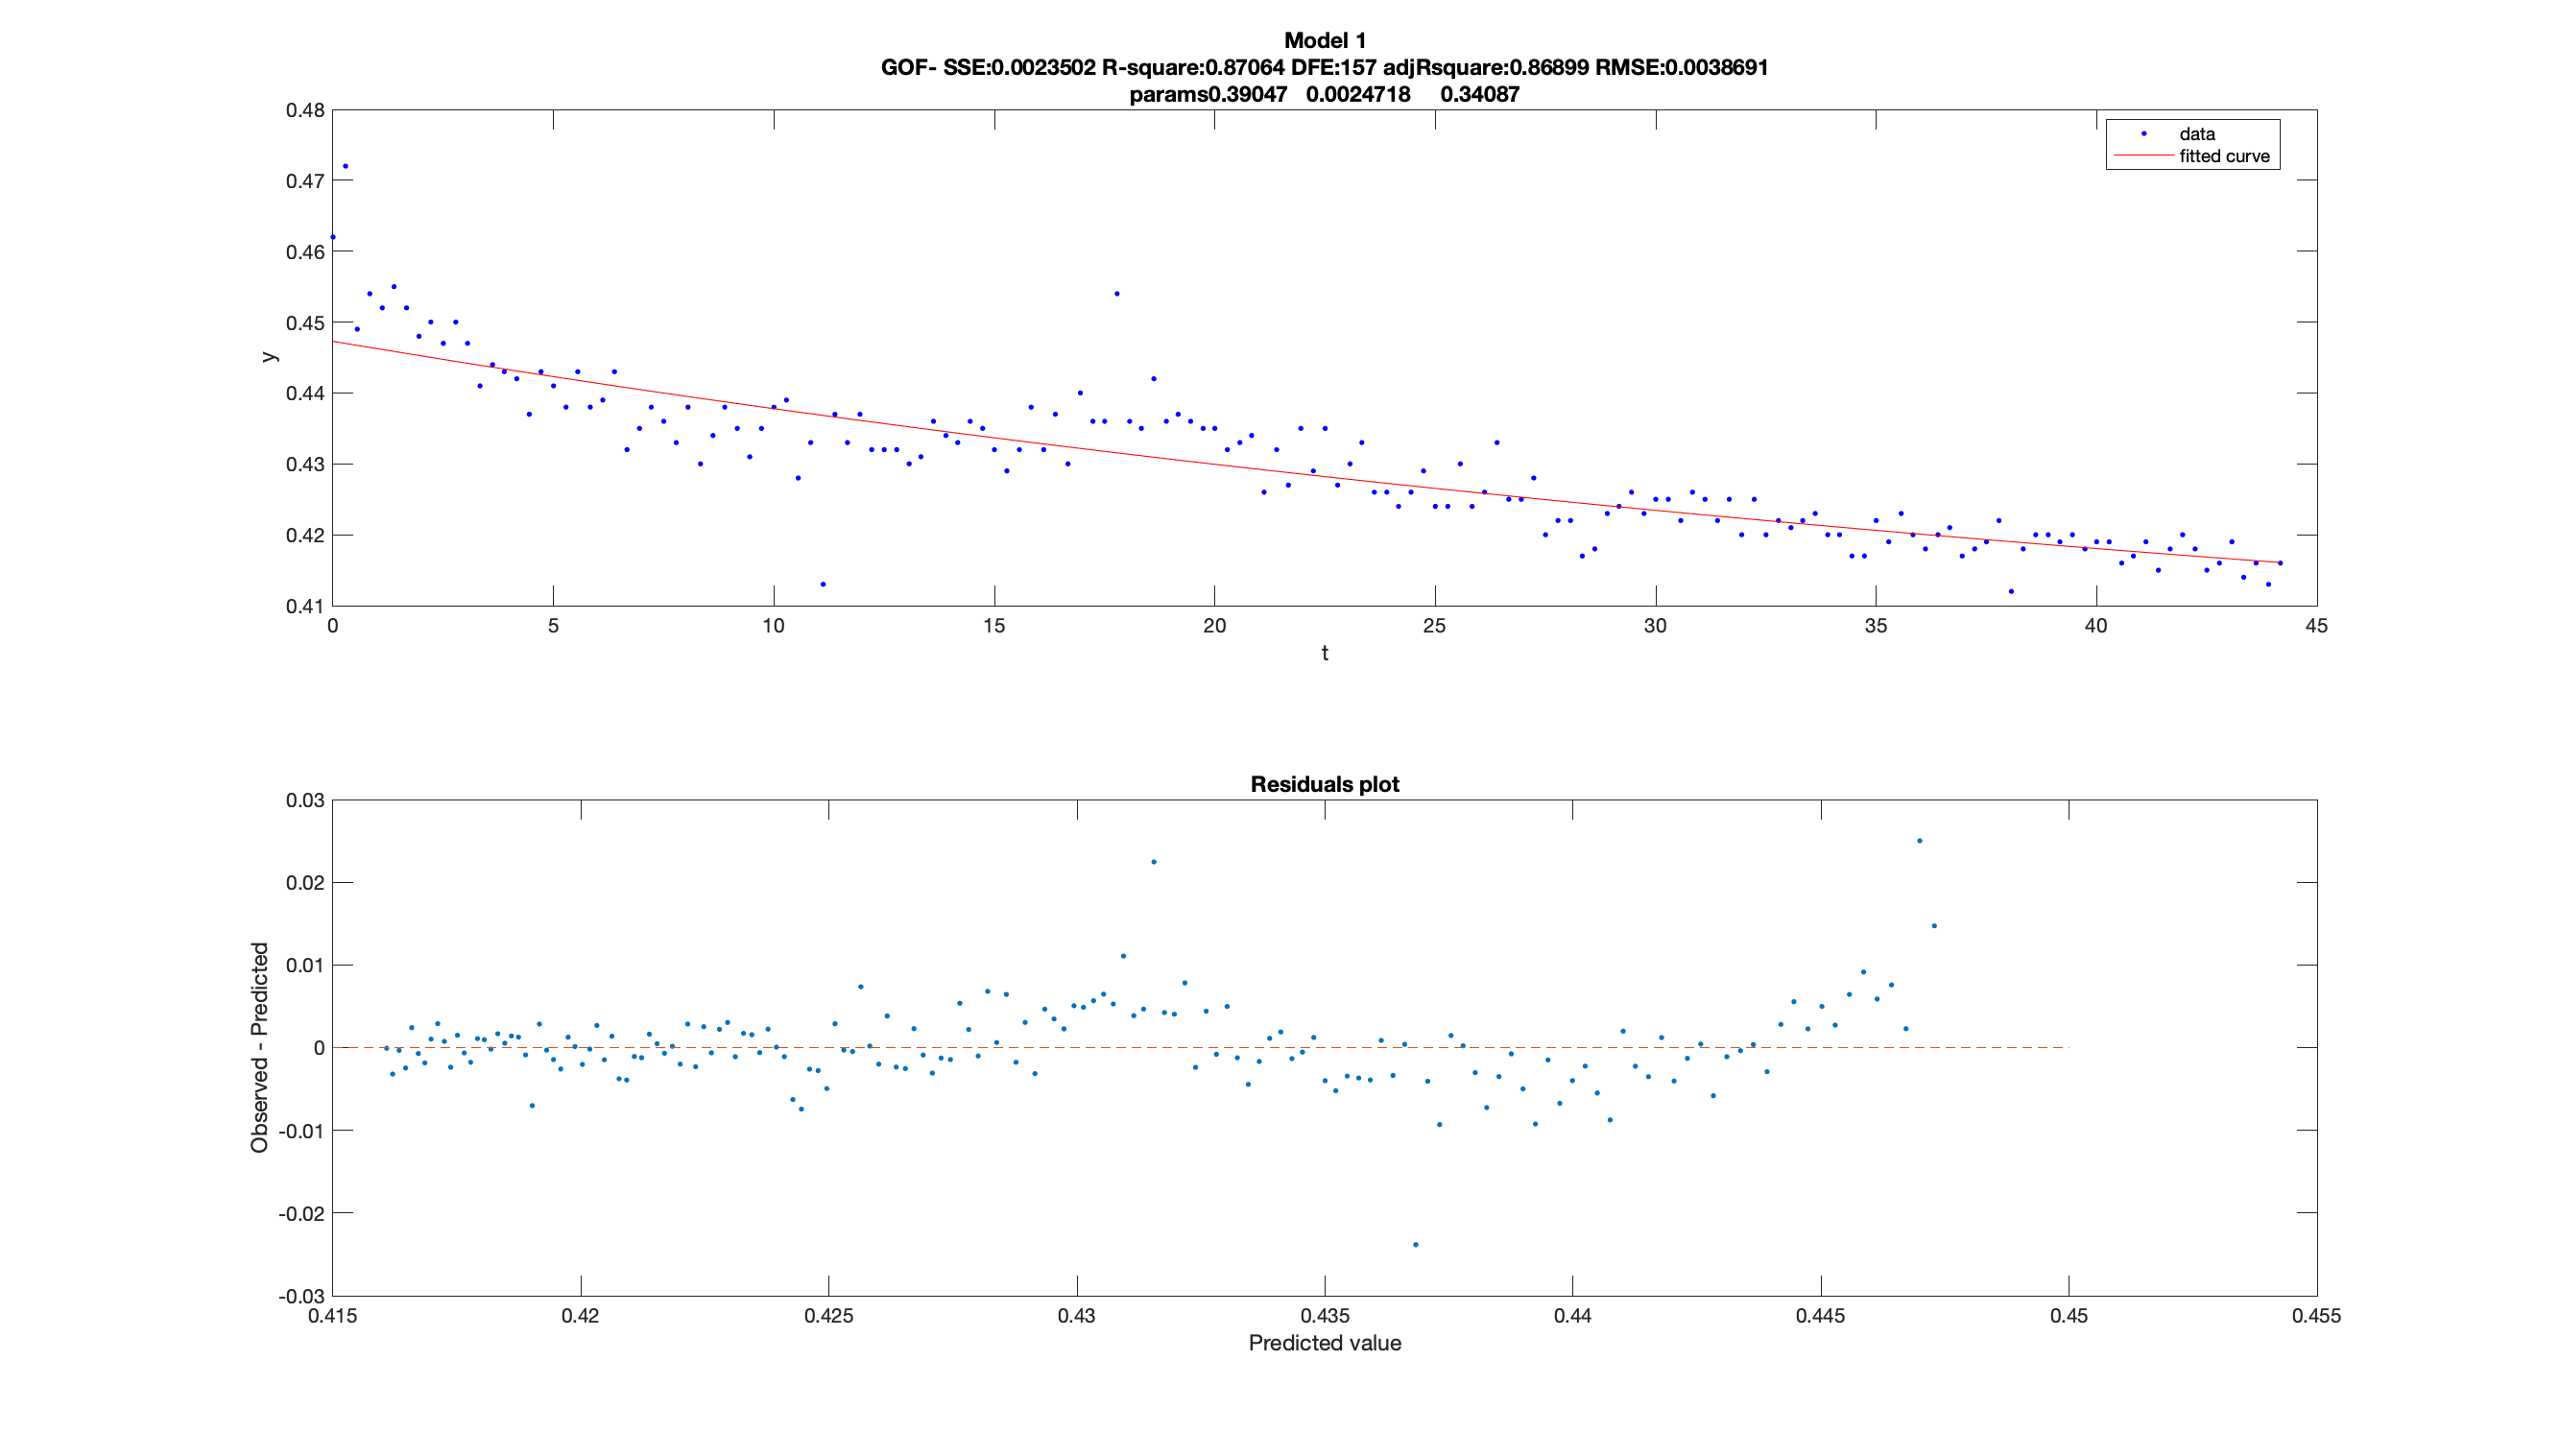 Model 1
GOF- SSE:0.0023502 R-square:0.87064 DFE:157 adjRsquare:0.86899 RMSE:0.0038691
params0.39047 0.0024718 0.34087
0.48
0.47
0.46
0.45
0.44
0.43
0.42
0.41
y
data
fitted curve
0 5 10 15 20 25 30 35 40 45
t
Residuals plot
0.03
0.02
0.01
0
-0.01
-0.02
-0.03
Observed - Predicted
0.415 0.42 0.425 0.43 0.435 0.44 0.445 0.45 0.455
Predicted value